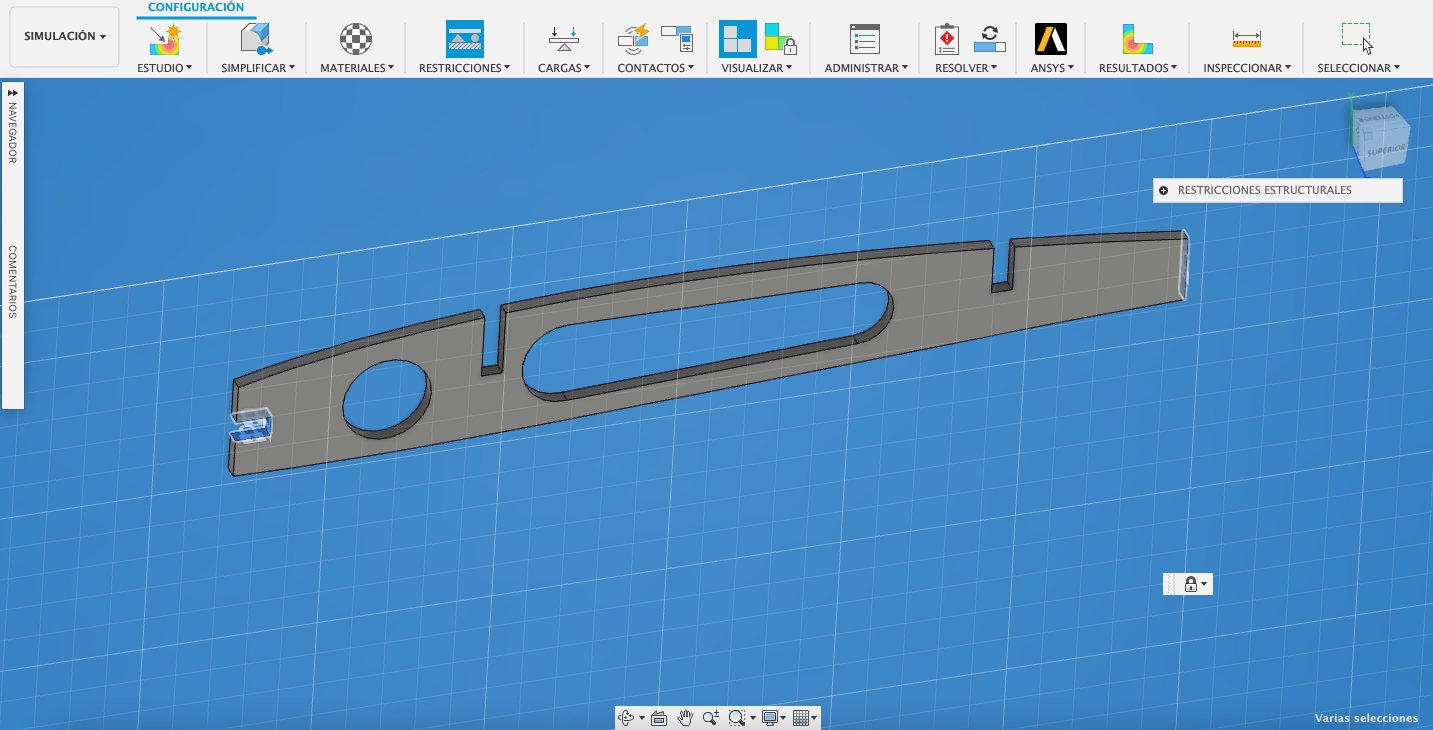 CONFIGURACIÓN
SIMULACIÓN
ESTUDIO
SIMPLIFICAR
MATERIALES
RESTRICCIONES
CARGAS
CONTACTOS
VISUALIZAR
ADMINISTRAR
RESOLVER
ANSYS
RESULTADOS
INSPECCIONAR
SELECCIONAR
NAVEGADOR
COMENTARIOS
SUPERIOR
RESTRICCIONES ESTRUCTURALES
Varias selecciones